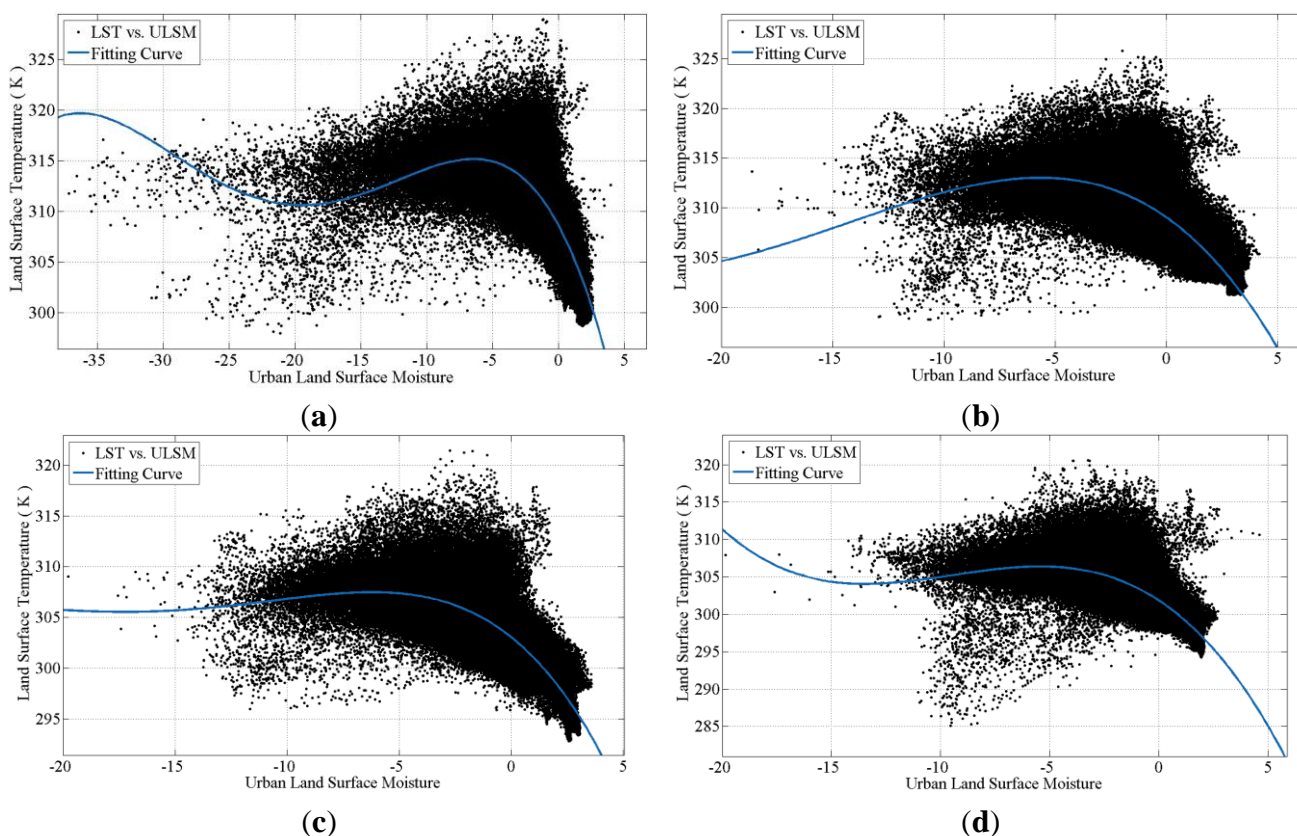 LST vs. ULSM
Fitting Curve
Land Surface Temperature ( K )
325
320
315
310
305
300
-35 -30 -25 -20 -15 -10 -5 0 5
Urban Land Surface Moisture
(a)
LST vs. ULSM
Fitting Curve
Land Surface Temperature ( K )
325
320
315
310
305
300
-20 -15 -10 -5 0 5
Urban Land Surface Moisture
(b)
LST vs. ULSM
Fitting Curve
Land Surface Temperature ( K )
320
315
310
305
300
295
-20 -15 -10 -5 0 5
Urban Land Surface Moisture
(c)
LST vs. ULSM
Fitting Curve
Land Surface Temperature ( K )
320
315
310
305
300
295
290
285
-20 -15 -10 -5 0 5
Urban Land Surface Moisture
(d)